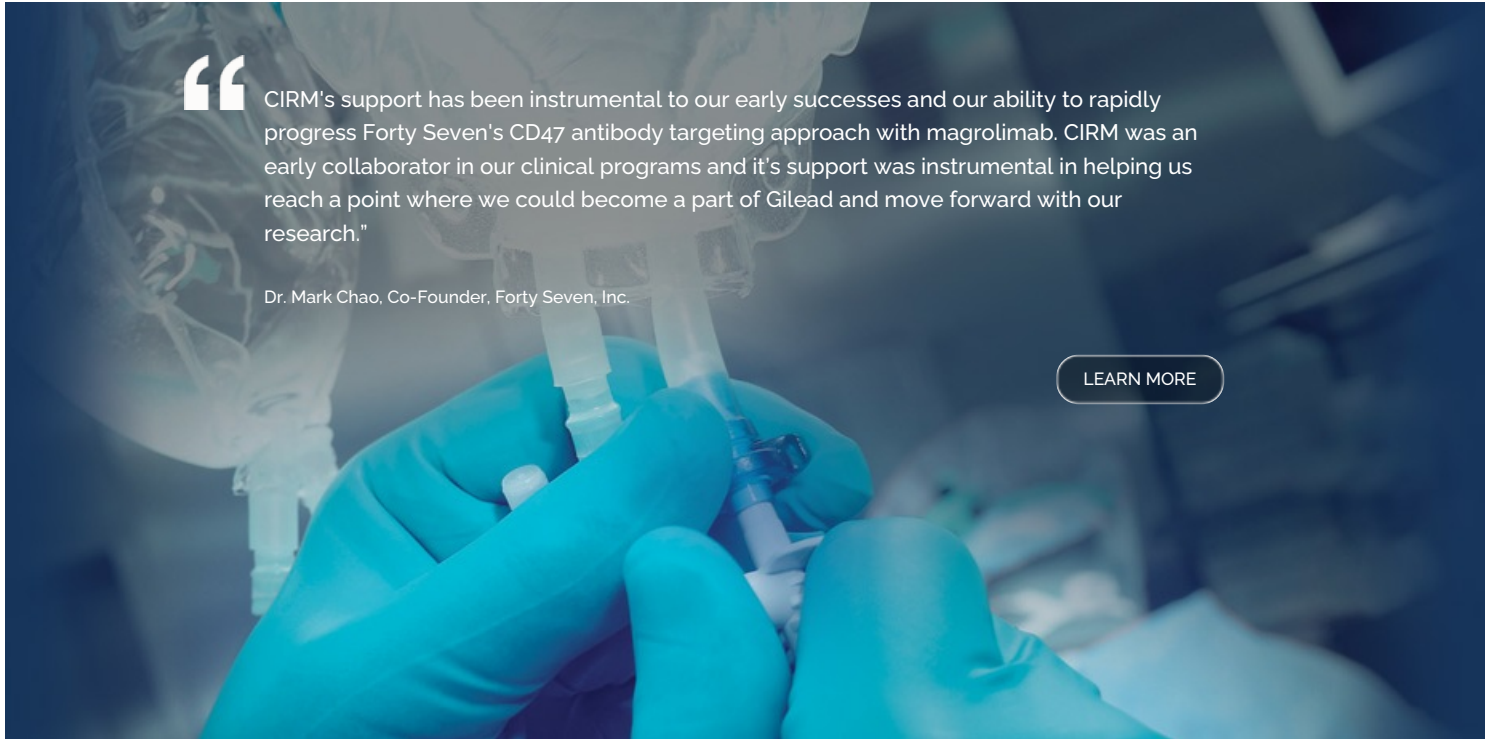 “
CIRM's support has been instrumental to our early successes and our ability to rapidly
progress Forty Seven's CD47 antibody targeting approach with magrolimab. CIRM was an
early collaborator in our clinical programs and it's support was instrumental in helping us
reach a point where we could become a part of Gilead and move forward with our
research.”
Dr. Mark Chao, Co-Founder, Forty Seven, Inc.
LEARN MORE